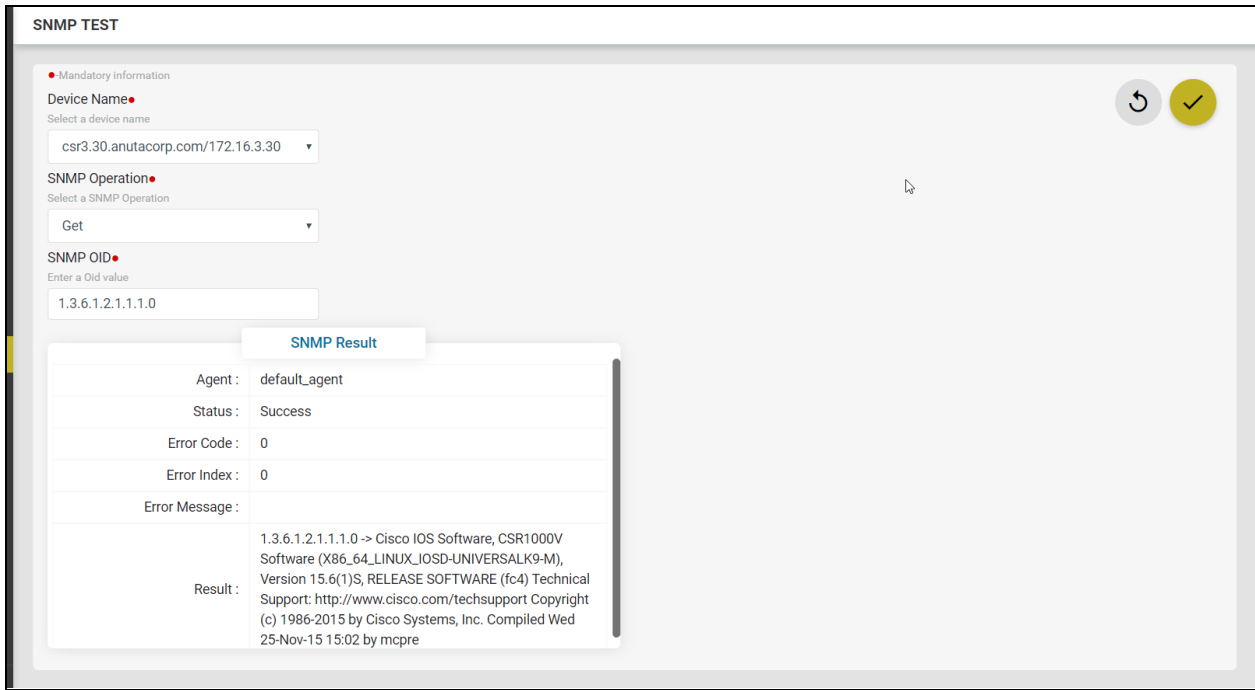 SNMP TEST
●-Mandatory information
Device Name●
Select a device name
csr3.30.anutacorp.com/172.16.3.30
SNMP Operation●
Select a SNMP Operation
Get
SNMP OID●
Enter a Oid value
1.3.6.1.2.1.1.1.0
SNMP Result
Agent : default_agent
Status : Success
Error Code : 0
Error Index : 0
Error Message :
Result :
1.3.6.1.2.1.1.1.0 -> Cisco IOS Software, CSR1000V
Software (X86_64_LINUX_IOSD-UNIVERSALK9-M),
Version 15.6(1)S, RELEASE SOFTWARE (fc4) Technical
Support: http://www.cisco.com/techsupport Copyright
(c) 1986-2015 by Cisco Systems, Inc. Compiled Wed
25-Nov-15 15:02 by mcpre